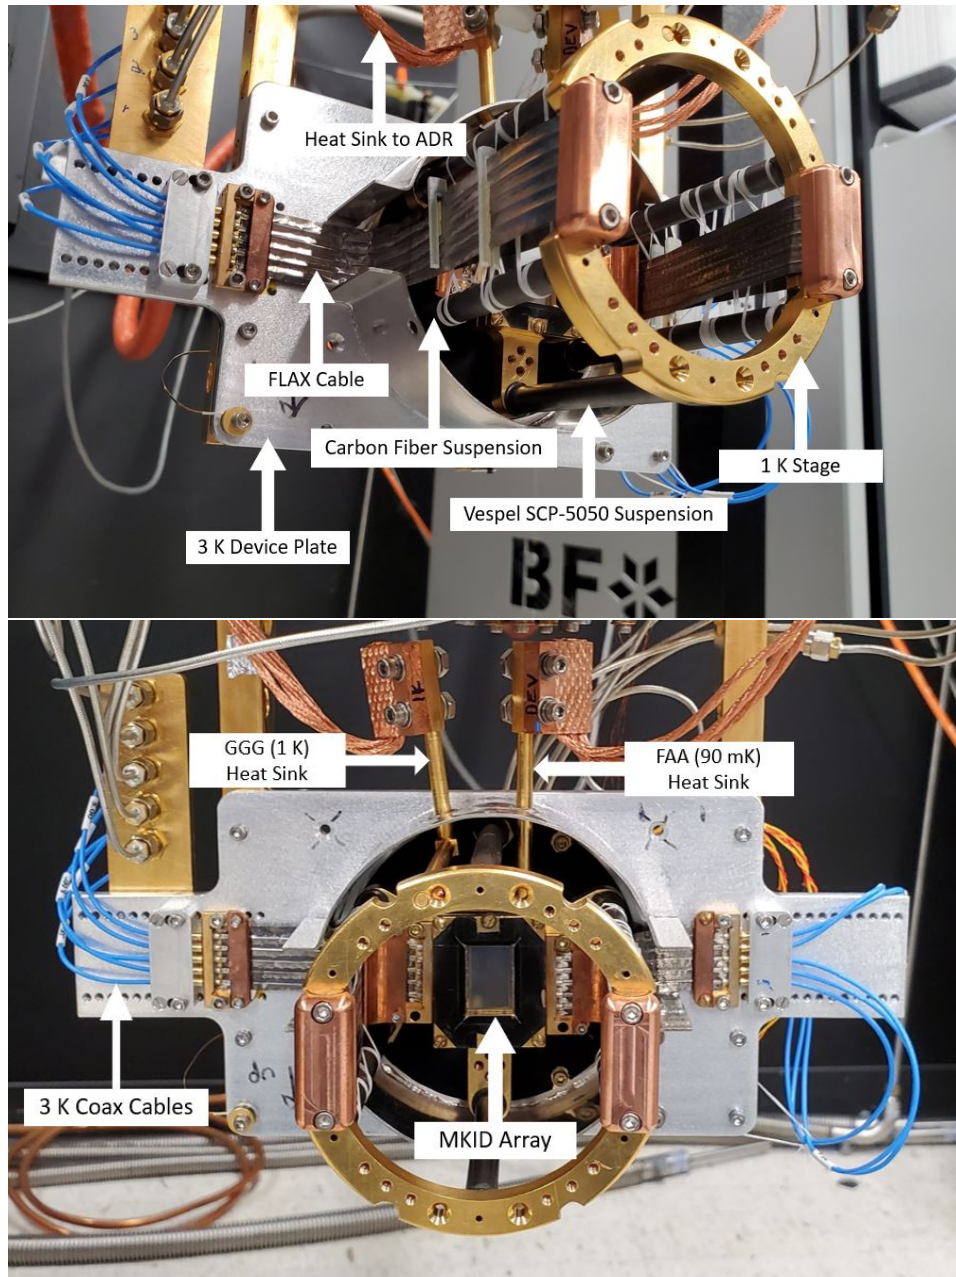 DEV
Heat Sink to ADR
FLAX Cable
Carbon Fiber Suspension
1 K Stage
Vespel SCP-5050 Suspension
3 K Device Plate
BF
1K
DEV
GGG (1 K)
Heat Sink
FAA (90 mK)
Heat Sink
3 K Coax Cables
MKID Array